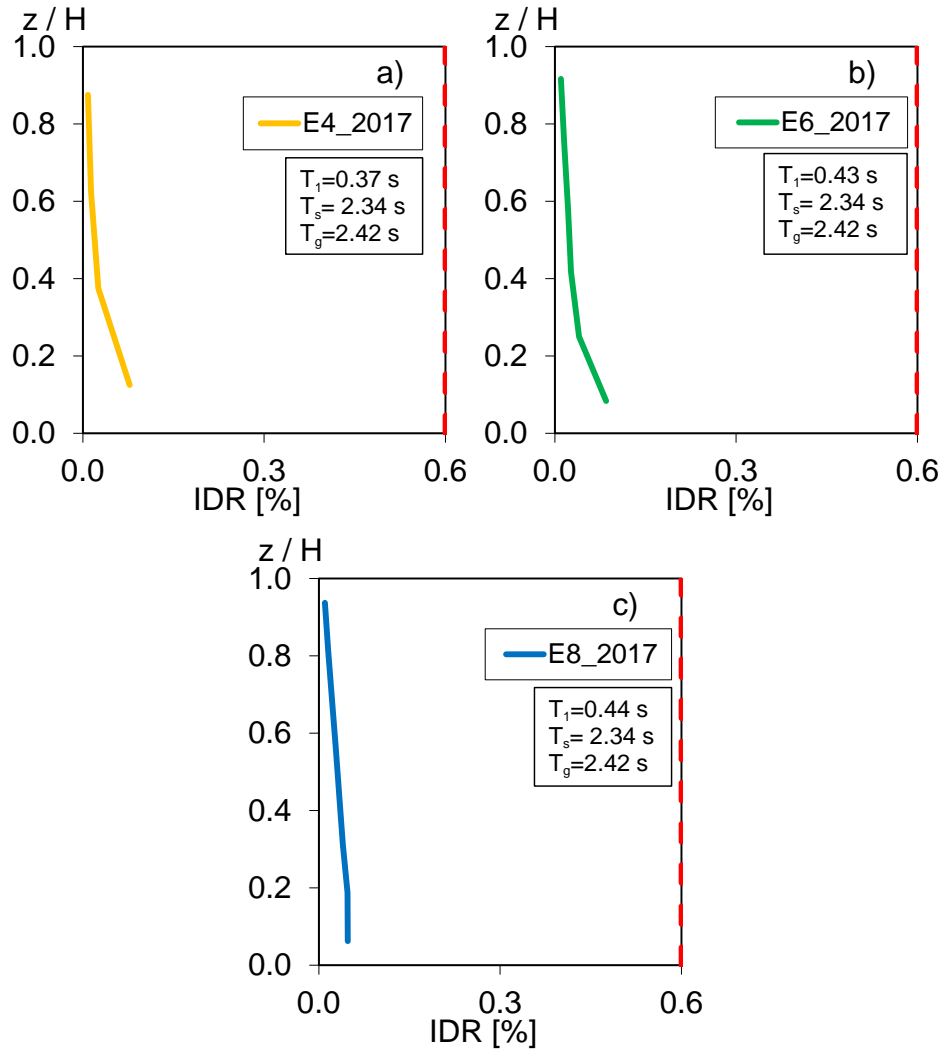 z / H
1.0
a)
0.8
E4_2017
T₁=0.37 s
0.6
Tₛ= 2.34 s
T_g=2.42 s
0.4
0.2
0.0
0.0 0.3 0.6
IDR [%]
z / H
1.0
b)
0.8
E6_2017
T₁=0.43 s
0.6
Tₛ= 2.34 s
T_g=2.42 s
0.4
0.2
0.0
0.0 0.3 0.6
IDR [%]
z / H
1.0
c)
0.8
E8_2017
T₁=0.44 s
0.6
Tₛ= 2.34 s
T_g=2.42 s
0.4
0.2
0.0
0.0 0.3 0.6
IDR [%]